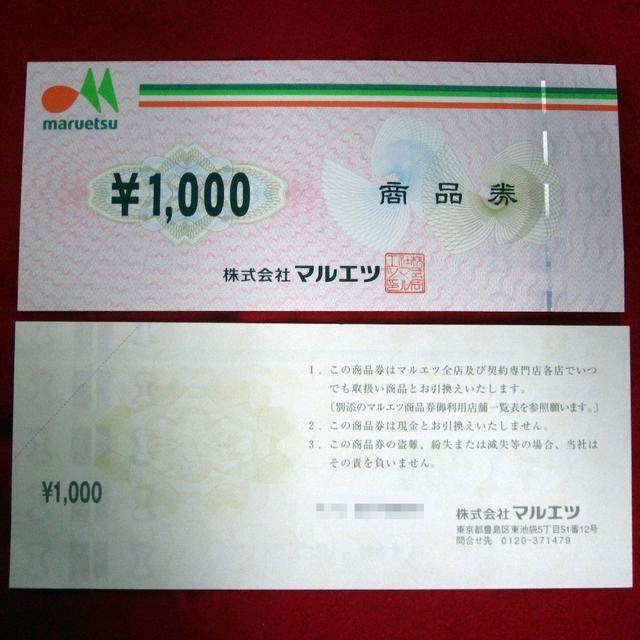 maruetsu
¥1,000
商品券
株式会社 マルエツ
1．この商品券はマルエツ全店及び契約専門店各店でいつ
でも取扱い商品とお引換えいたします。
〔別添のマルエツ商品券御利用店舗一覧表を参照願います。〕
2．この商品券は現金とお引換えいたしません。
3．この商品券の盗難、紛失または滅失等の場合、当社は
その責を負いません。
¥1,000
株式会社 マルエツ
東京都豊島区東池袋5丁目51番12号
問合せ先 0120-371479